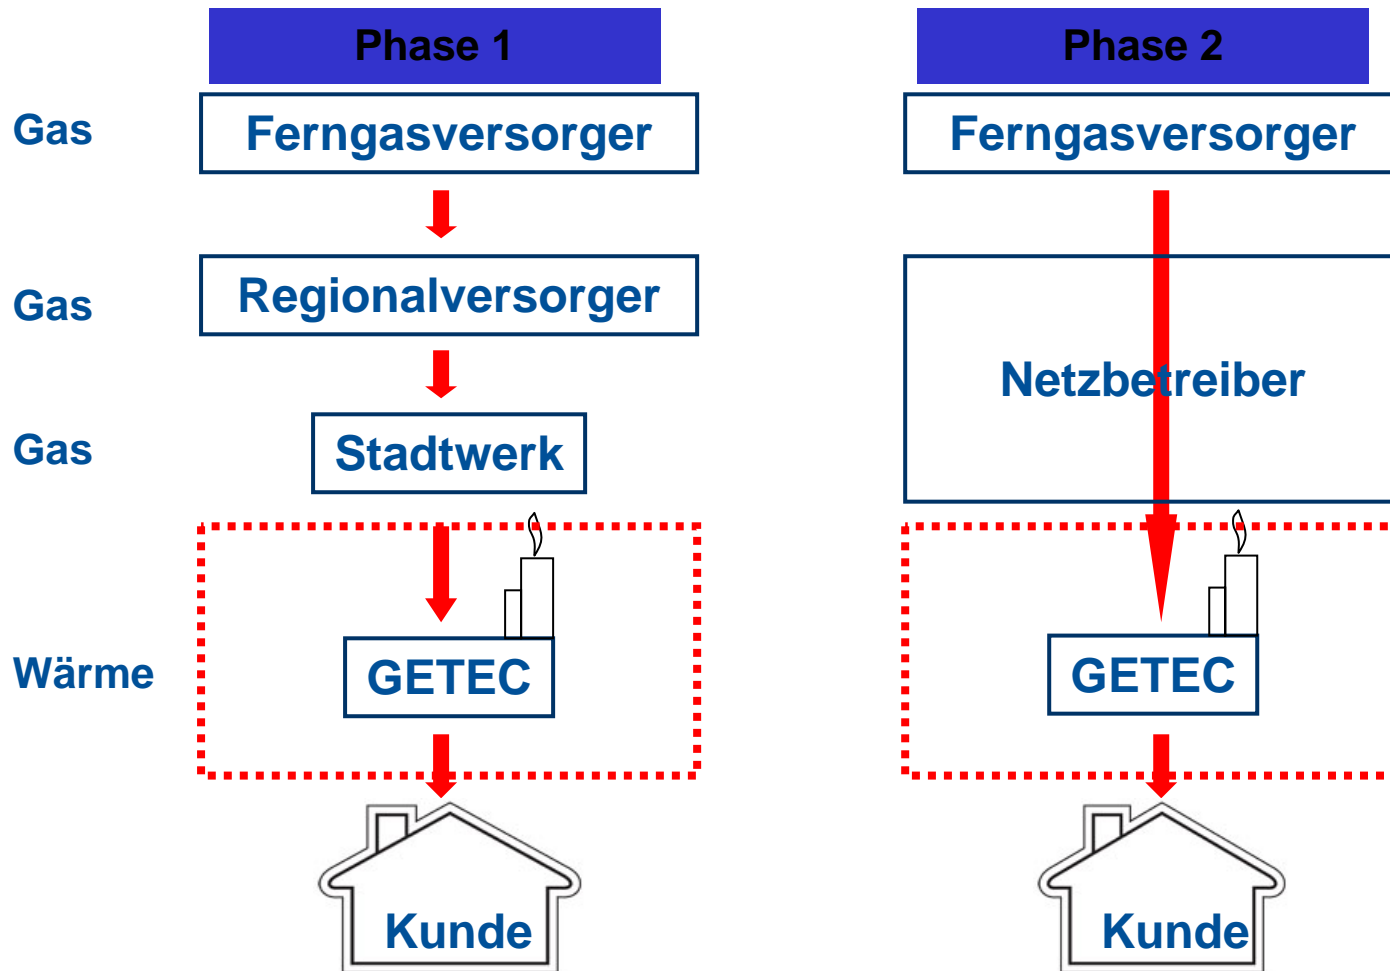 Phase 1
Phase 2
Gas
Ferngasversorger
Ferngasversorger
Gas
Regionalversorger
Netzbetreiber
Gas
Stadtwerk
Wärme
GETEC
GETEC
Kunde
Kunde